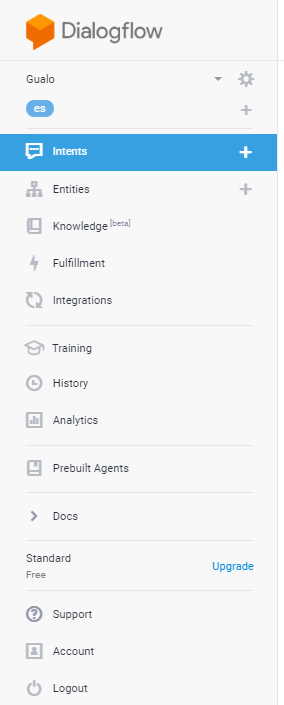 Dialogflow
Gualo
es
Intents
Entities
Knowledge [beta]
Fulfillment
Integrations
Training
History
Analytics
Prebuilt Agents
Docs
Standard
Free
Upgrade
Support
Account
Logout